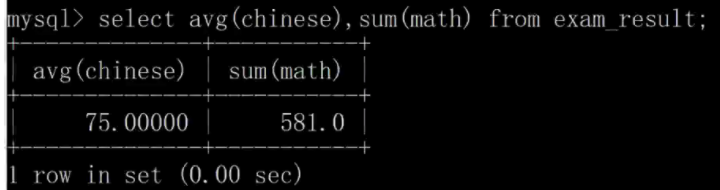 mysql> select avg(chinese),sum(math) from exam_result;
+--------------+-----------+
| avg(chinese) | sum(math) |
+--------------+-----------+
|     75.00000 |     581.0 |
+--------------+-----------+
1 row in set (0.00 sec)